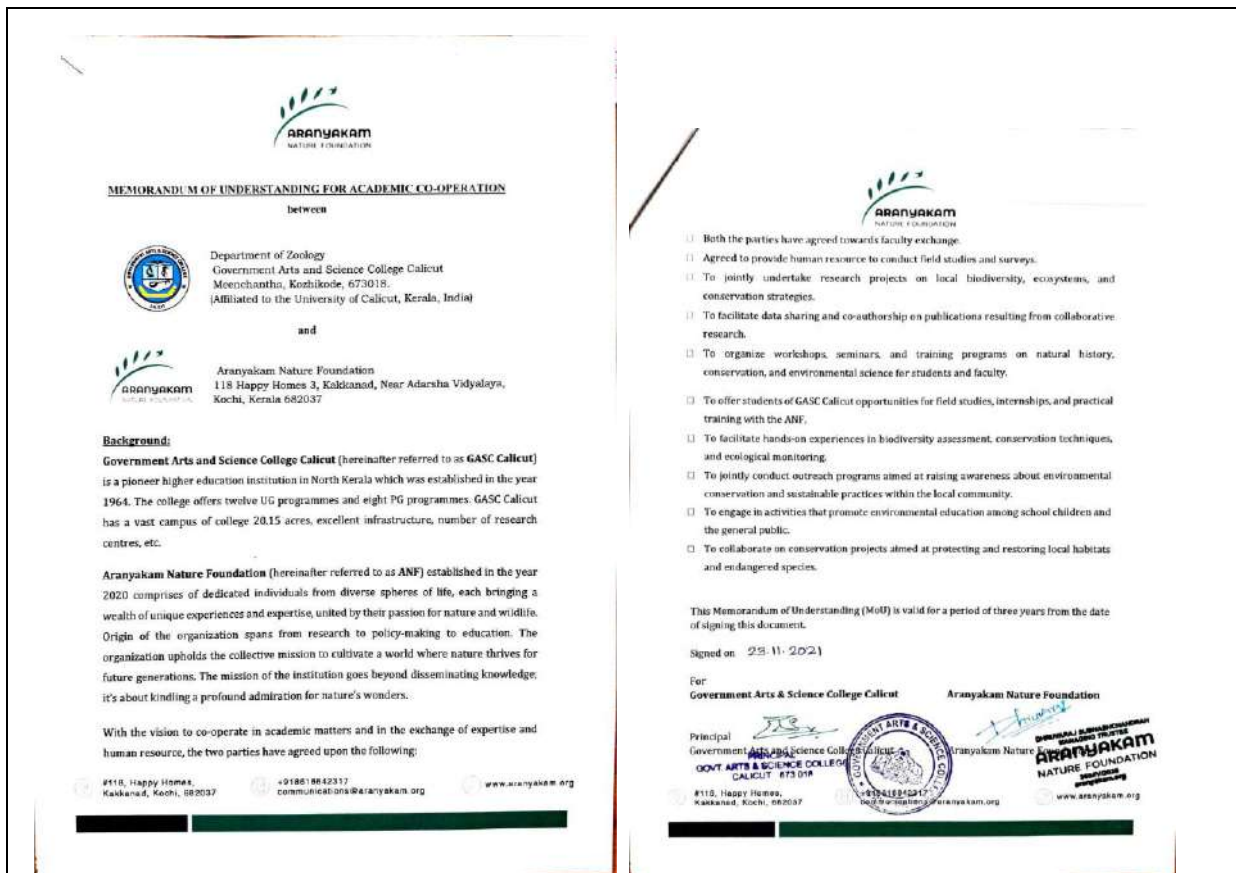 ARANYAKAM
NATURE FOUNDATION
MEMORANDUM OF UNDERSTANDING FOR ACADEMIC CO-OPERATION
between
Department of Zoology
Government Arts and Science College Calicut
Meenchantha, Kozhikode, 673018.
(Affiliated to the University of Calicut, Kerala, India)
and
ARANYAKAM
NATURE FOUNDATION
Aranyakam Nature Foundation
118 Happy Homes 3, Kakkanad, Near Adarsha Vidyalaya,
Kochi, Kerala 682037
Background:
Government Arts and Science College Calicut (hereinafter referred to as GASC Calicut)
is a pioneer higher education institution in North Kerala which was established in the year
1964. The college offers twelve UG programmes and eight PG programmes. GASC Calicut
has a vast campus of college 20.15 acres, excellent infrastructure, number of research
centres, etc.
Aranyakam Nature Foundation (hereinafter referred to as ANF) established in the year
2020 comprises of dedicated individuals from diverse spheres of life, each bringing a
wealth of unique experiences and expertise, united by their passion for nature and wildlife.
Origin of the organization spans from research to policy-making to education. The
organization upholds the collective mission to cultivate a world where nature thrives for
future generations. The mission of the institution goes beyond disseminating knowledge;
it's about kindling a profound admiration for nature's wonders.
With the vision to co-operate in academic matters and in the exchange of expertise and
human resource, the two parties have agreed upon the following:
#118, Happy Homes,
Kakkanad, Kochi, 682037
+918618642317
communications@aranyakam.org
www.aranyakam.org
ARANYAKAM
NATURE FOUNDATION
Both the parties have agreed towards faculty exchange.
Agreed to provide human resource to conduct field studies and surveys.
To jointly undertake research projects on local biodiversity, ecosystems, and
conservation strategies.
To facilitate data sharing and co-authorship on publications resulting from collaborative
research.
To organize workshops, seminars, and training programs on natural history,
conservation, and environmental science for students and faculty.
To offer students of GASC Calicut opportunities for field studies, internships, and practical
training with the ANF.
To facilitate hands-on experiences in biodiversity assessment, conservation techniques,
and ecological monitoring.
To jointly conduct outreach programs aimed at raising awareness about environmental
conservation and sustainable practices within the local community.
To engage in activities that promote environmental education among school children and
the general public.
To collaborate on conservation projects aimed at protecting and restoring local habitats
and endangered species.
This Memorandum of Understanding (MoU) is valid for a period of three years from the date
of signing this document.
Signed on 23.11.2021
For
Government Arts & Science College Calicut Aranyakam Nature Foundation
Principal
Government Arts and Science College Calicut Aranyakam Nature
PRINCIPAL
GOVT. ARTS & SCIENCE COLLEGE
CALICUT 673 018
GOVERNMENT ARTS & SCIENCE
MANAGING TRUSTEE
ARANYAKAM
NATURE FOUNDATION
#118, Happy Homes,
Kakkanad, Kochi, 682037
aranyakam.org
www.aranyakam.org